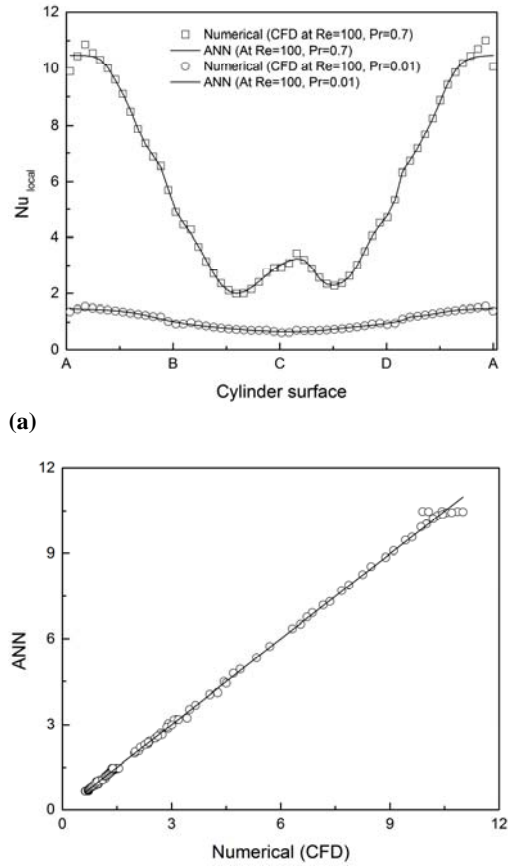 Numerical (CFD at Re=100, Pr=0.7)
ANN (At Re=100, Pr=0.7)
Numerical (CFD at Re=100, Pr=0.01)
ANN (At Re=100, Pr=0.01)
12
10
8
6
4
2
0
Nu local
A B C D A
Cylinder surface
(a)
12
9
6
3
0
ANN
0 3 6 9 12
Numerical (CFD)